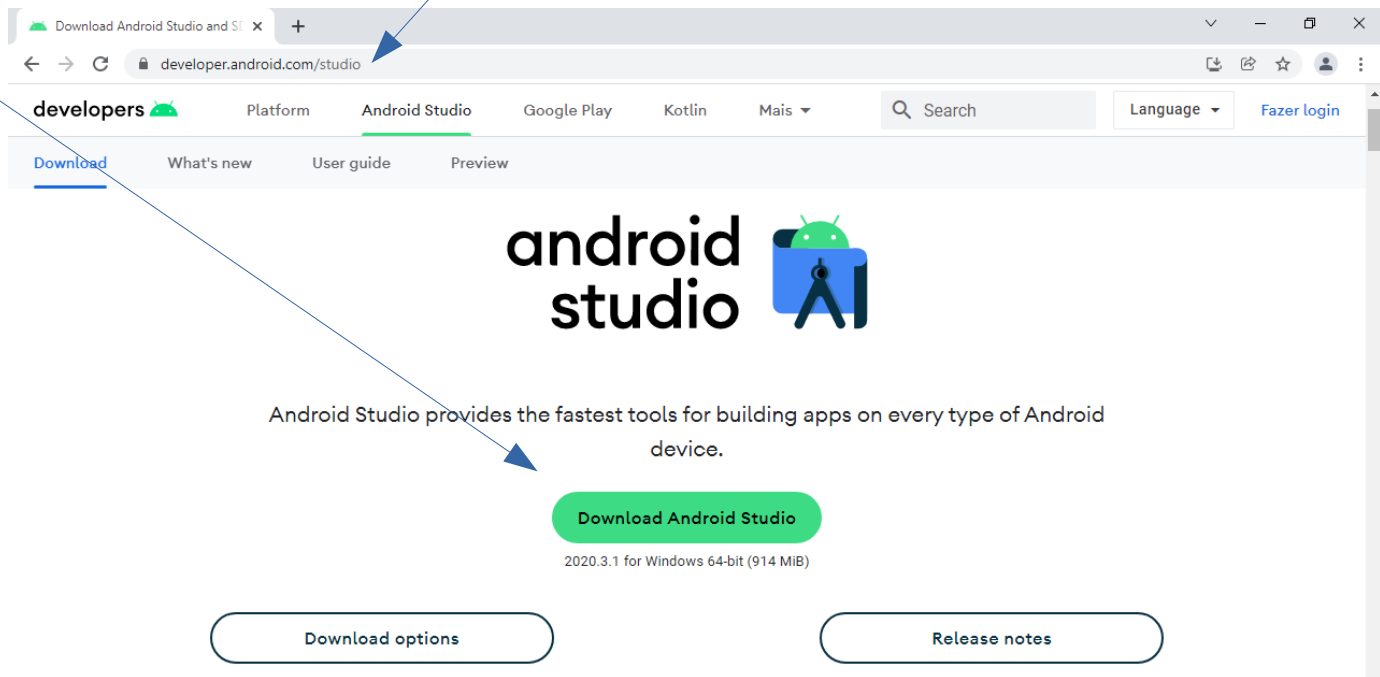 Download Android Studio and SD
developer.android.com/studio
developers Platform Android Studio Google Play Kotlin Mais Search Language Fazer login
Download What's new User guide Preview
android
studio
Android Studio provides the fastest tools for building apps on every type of Android
device.
Download Android Studio
2020.3.1 for Windows 64-bit (914 MiB)
Download options Release notes